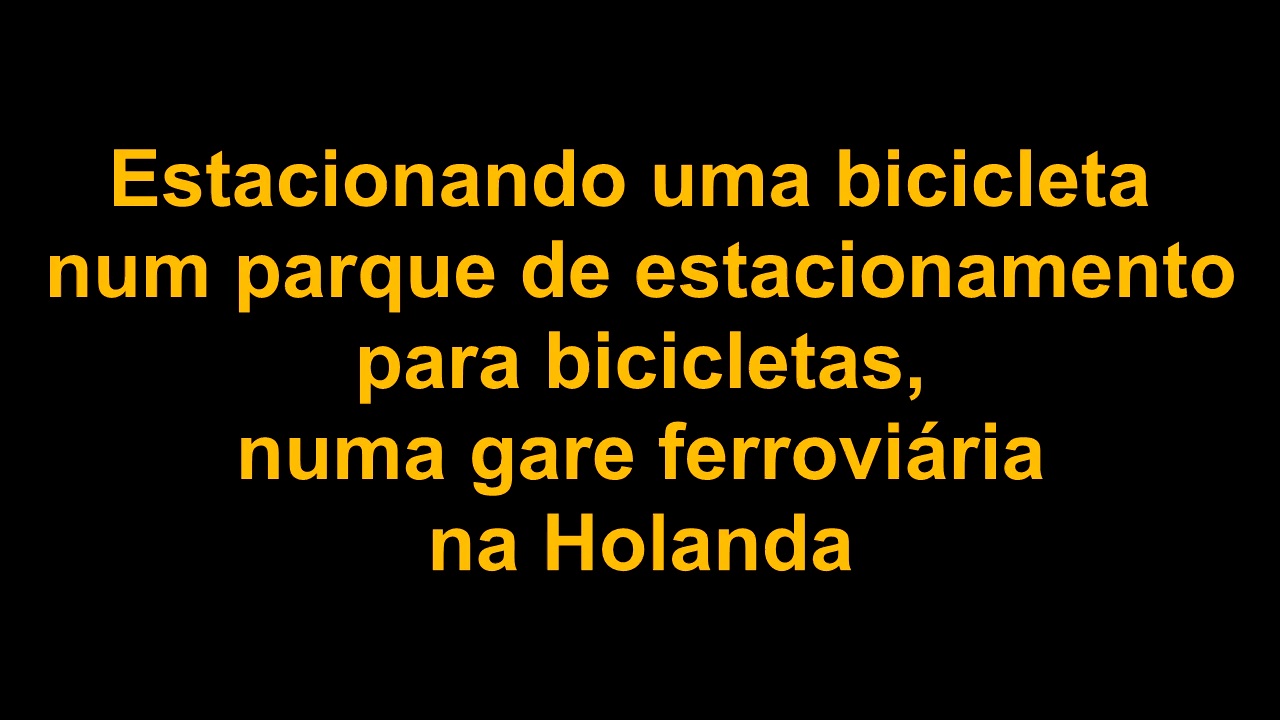 Estacionando uma bicicleta
num parque de estacionamento
para bicicletas,
numa gare ferroviária
na Holanda